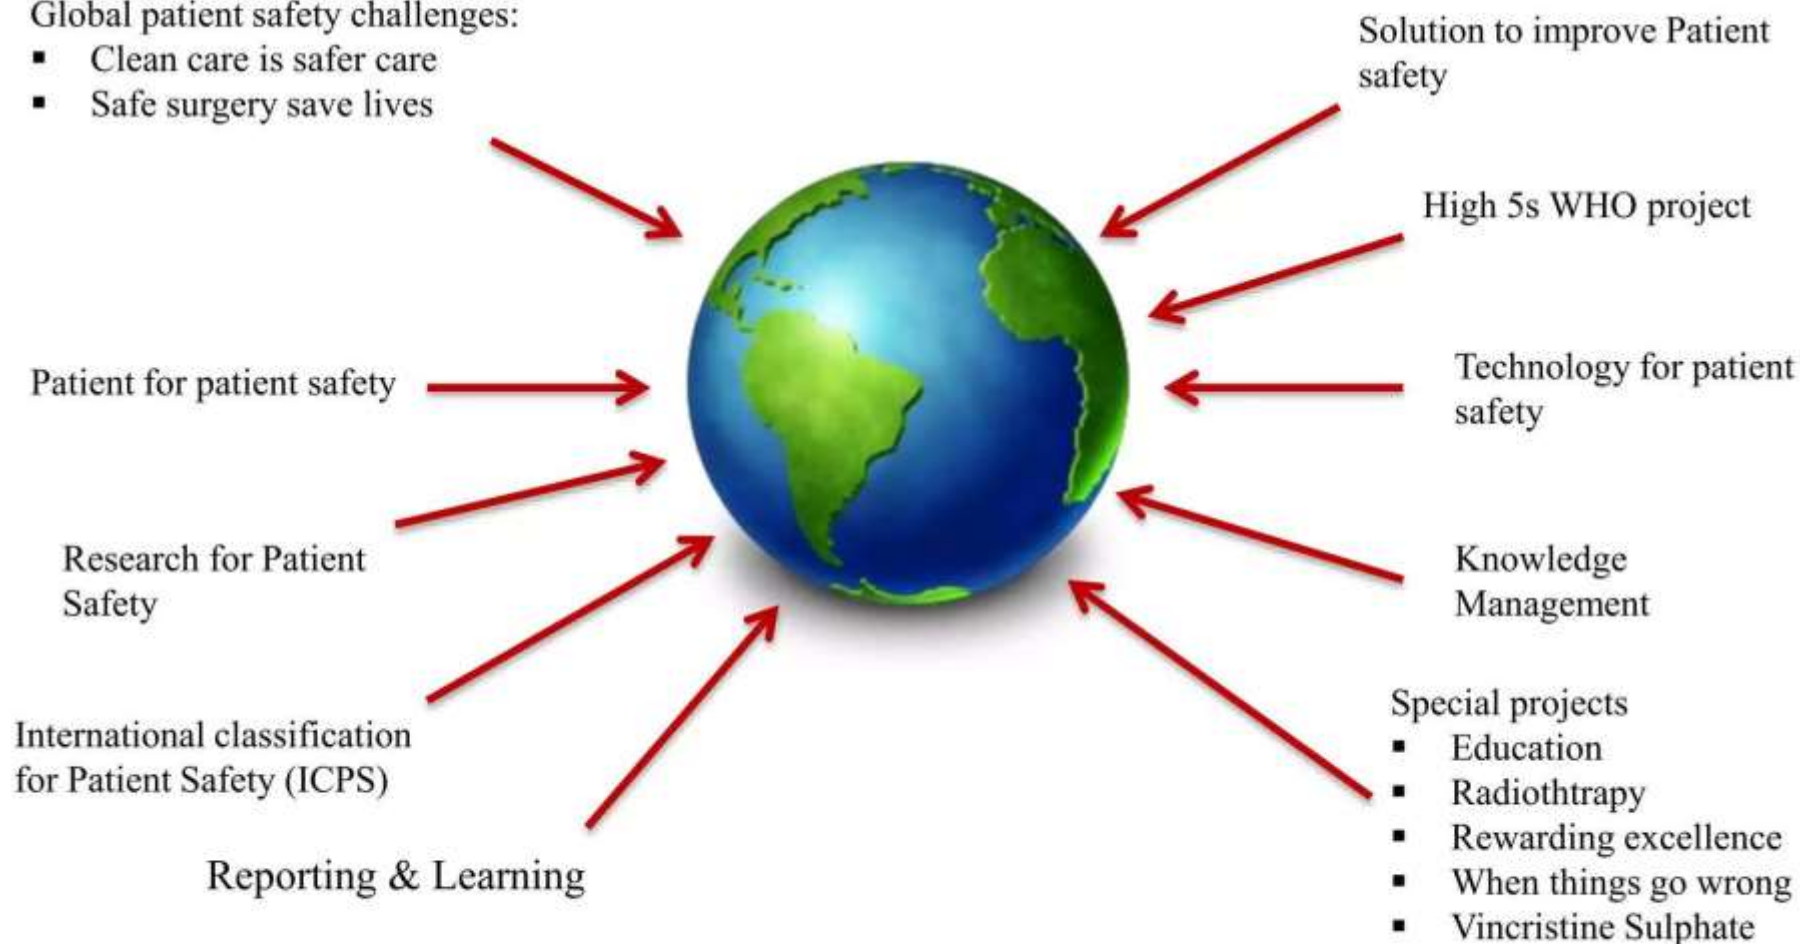 Global patient safety challenges:
▪ Clean care is safer care
▪ Safe surgery save lives
Patient for patient safety
Research for Patient
Safety
International classification
for Patient Safety (ICPS)
Reporting & Learning
Solution to improve Patient
safety
High 5s WHO project
Technology for patient
safety
Knowledge
Management
Special projects
▪ Education
▪ Radiothtrapy
▪ Rewarding excellence
▪ When things go wrong
▪ Vincristine Sulphate